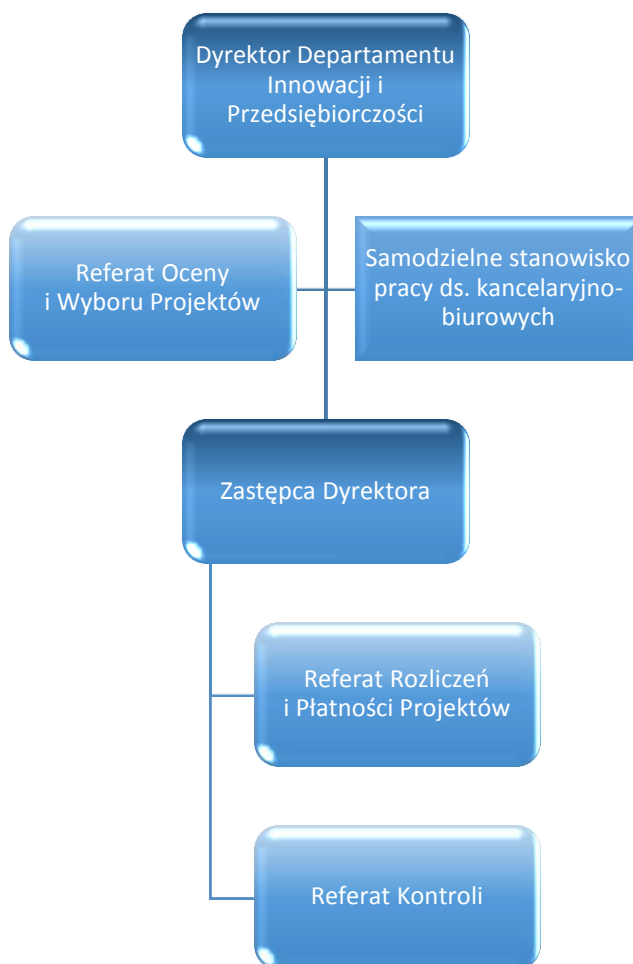 Dyrektor Departamentu
Innowacji i
Przedsiębiorczości
Referat Oceny
i Wyboru Projektów
Samodzielne stanowisko
pracy ds. kancelaryjno-
biurowych
Zastępca Dyrektora
Referat Rozliczeń
i Płatności Projektów
Referat Kontroli